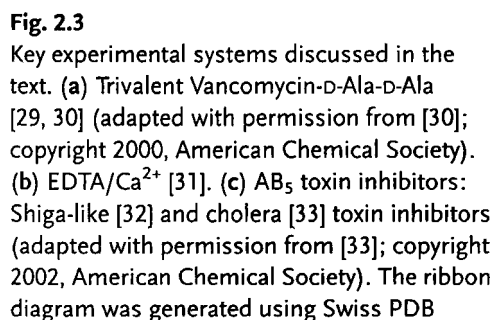 Fig. 2.3
Key experimental systems discussed in the
text. (a) Trivalent Vancomycin-D-Ala-D-Ala
[29, 30] (adapted with permission from [30];
copyright 2000, American Chemical Society).
(b) EDTA/Ca²⁺ [31]. (c) AB₅ toxin inhibitors:
Shiga-like [32] and cholera [33] toxin inhibitors
(adapted with permission from [33]; copyright
2002, American Chemical Society). The ribbon
diagram was generated using Swiss PDB